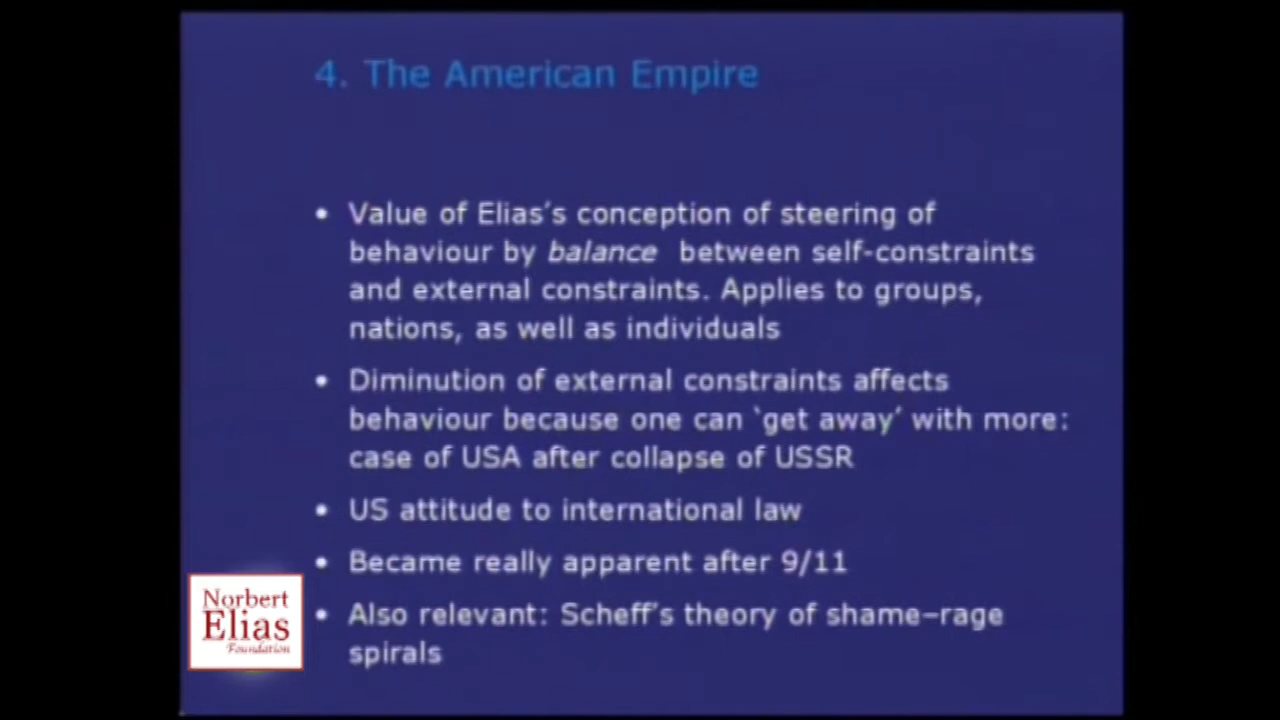 4. The American Empire
• Value of Elias's conception of steering of
behaviour by balance between self-constraints
and external constraints. Applies to groups,
nations, as well as individuals
• Diminution of external constraints affects
behaviour because one can ‘get away’ with more:
case of USA after collapse of USSR
• US attitude to international law
• Became really apparent after 9/11
• Also relevant: Scheff's theory of shame–rage
spirals
Norbert
Elias
Foundation